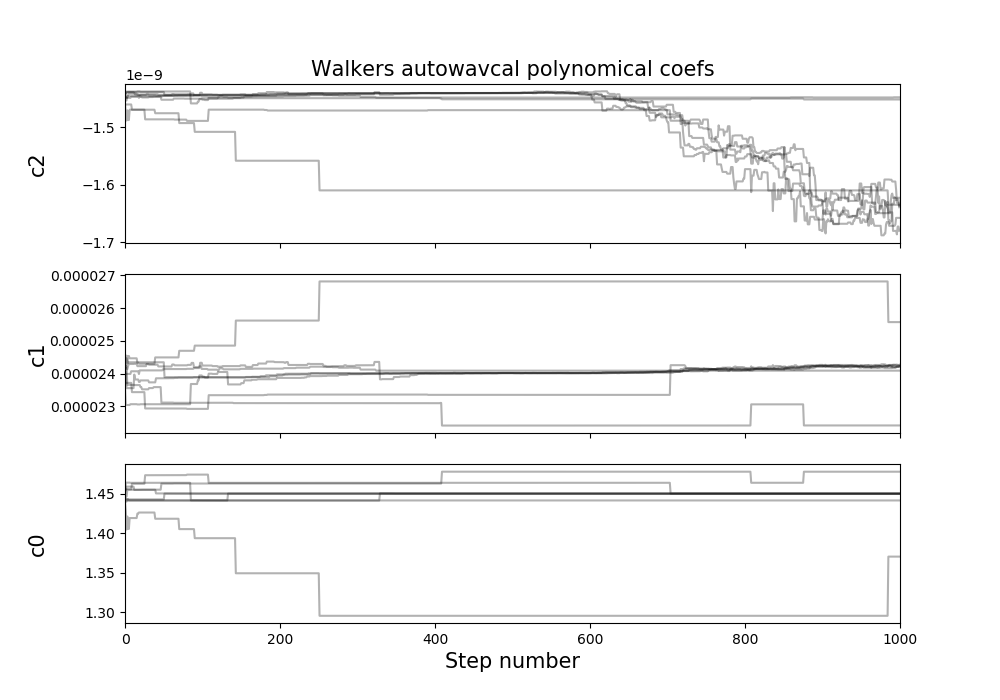 Walkers autowavcal polynomical coefs
1e−9
c2
−1.5
−1.6
−1.7
c1
0.000027
0.000026
0.000025
0.000024
0.000023
c0
1.45
1.40
1.35
1.30
0 200 400 600 800 1000
Step number